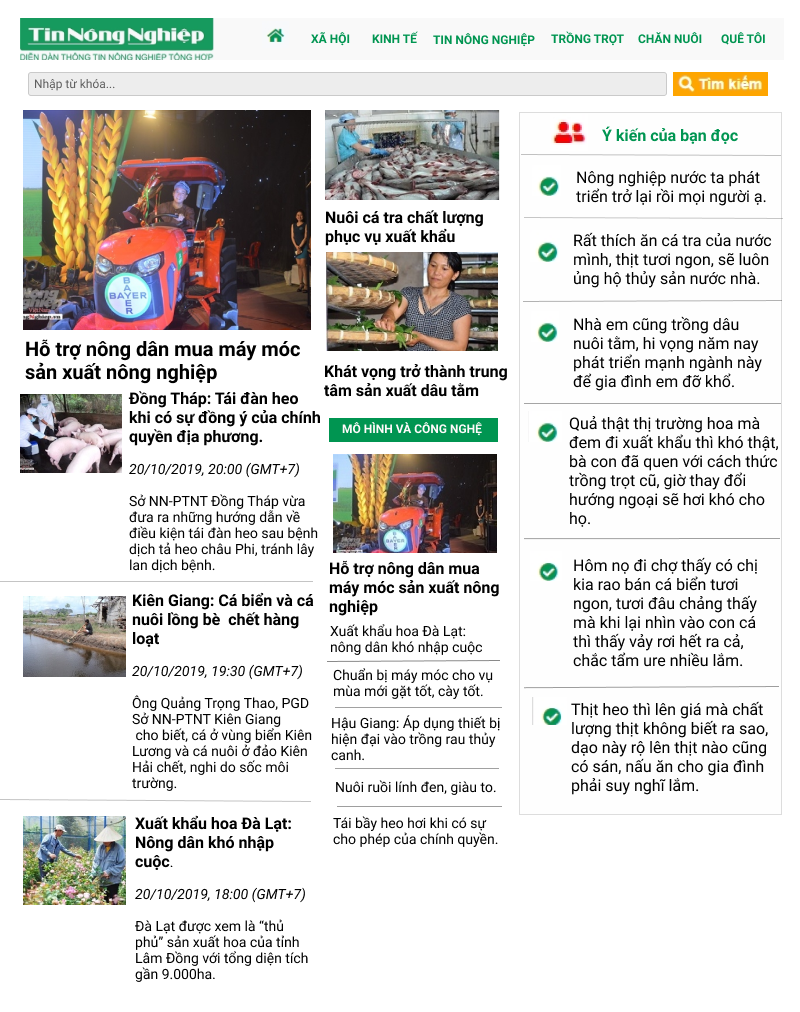 Tin Nông Nghiệp
DIỄN DÀN THÔNG TIN NÔNG NGHIỆP TỔNG HỢP
XÃ HỘI KINH TẾ TIN NÔNG NGHIỆP TRỒNG TRỌT CHĂN NUÔI QUÊ TÔI
Nhập từ khóa...
Tìm kiếm
BAYER
BAYER
Hỗ trợ nông dân mua máy móc
sản xuất nông nghiệp
Đồng Tháp: Tái đàn heo
khi có sự đồng ý của chính
quyền địa phương.
20/10/2019, 20:00 (GMT+7)
Sở NN-PTNT Đồng Tháp vừa
đưa ra những hướng dẫn về
điều kiện tái đàn heo sau bệnh
dịch tả heo châu Phi, tránh lây
lan dịch bệnh.
Kiên Giang: Cá biển và cá
nuôi lồng bè  chết hàng
loạt
20/10/2019, 19:30 (GMT+7)
Ông Quảng Trọng Thao, PGD
Sở NN-PTNT Kiên Giang
cho biết, cá ở vùng biển Kiên
Lương và cá nuôi ở đảo Kiên
Hải chết, nghi do sốc môi
trường.
Xuất khẩu hoa Đà Lạt:
Nông dân khó nhập
cuộc.
20/10/2019, 18:00 (GMT+7)
Đà Lạt được xem là “thủ
phủ” sản xuất hoa của tỉnh
Lâm Đồng với tổng diện tích
gần 9.000ha.
Nuôi cá tra chất lượng
phục vụ xuất khẩu
Khát vọng trở thành trung
tâm sản xuất dâu tằm
MÔ HÌNH VÀ CÔNG NGHỆ
BAYER
Hỗ trợ nông dân mua
máy móc sản xuất nông
nghiệp
Xuất khẩu hoa Đà Lạt:
nông dân khó nhập cuộc
Chuẩn bị máy móc cho vụ
mùa mới gặt tốt, cày tốt.
Hậu Giang: Áp dụng thiết bị
hiện đại vào trồng rau thủy
canh.
Nuôi ruồi lính đen, giàu to.
Tái bầy heo hơi khi có sự
cho phép của chính quyền.
Ý kiến của bạn đọc
Nông nghiệp nước ta phát
triển trở lại rồi mọi người ạ.
Rất thích ăn cá tra của nước
mình, thịt tươi ngon, sẽ luôn
ủng hộ thủy sản nước nhà.
Nhà em cũng trồng dâu
nuôi tằm, hi vọng năm nay
phát triển mạnh ngành này
để gia đình em đỡ khổ.
Quả thật thị trường hoa mà
đem đi xuất khẩu thì khó thật,
bà con đã quen với cách thức
trồng trọt cũ, giờ thay đổi
hướng ngoại sẽ hơi khó cho
họ.
Hôm nọ đi chợ thấy có chị
kia rao bán cá biển tươi
ngon, tươi đâu chẳng thấy
mà khi lại nhìn vào con cá
thì thấy vảy rơi hết ra cả,
chắc tẩm ure nhiều lắm.
Thịt heo thì lên giá mà chất
lượng thịt không biết ra sao,
dạo này rộ lên thịt nào cũng
có sán, nấu ăn cho gia đình
phải suy nghĩ lắm.